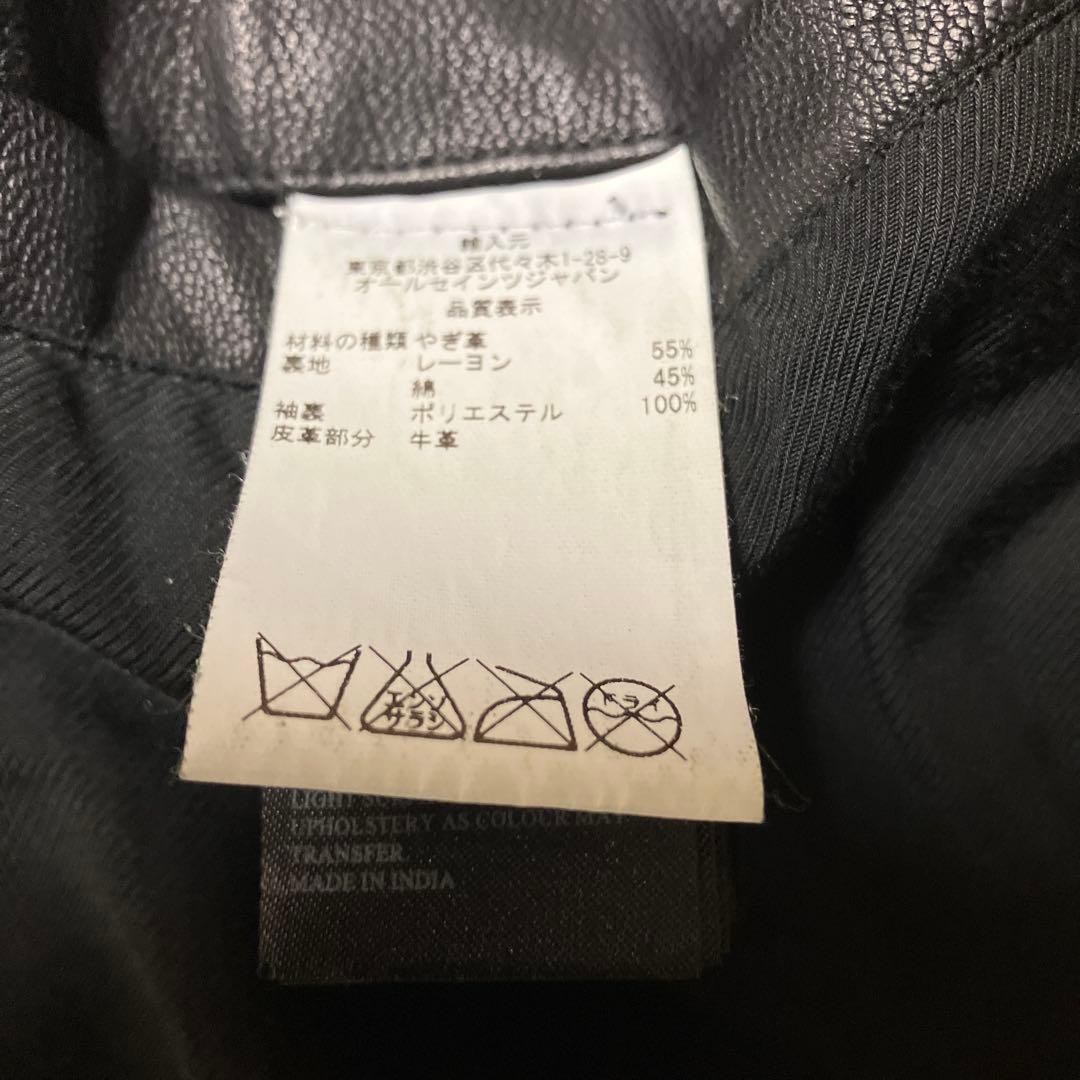 輸入元
東京都渋谷区代々木1-28-9
オールセインツジャパン
品質表示
材料の種類 やぎ革
裏地 レーヨン 55%
綿 45%
袖裏 ポリエステル 100%
皮革部分 牛革
エンソ
サラシ
ドライ
LIGHT
UPHOLSTERY AS COLOUR MAY
TRANSFER.
MADE IN INDIA